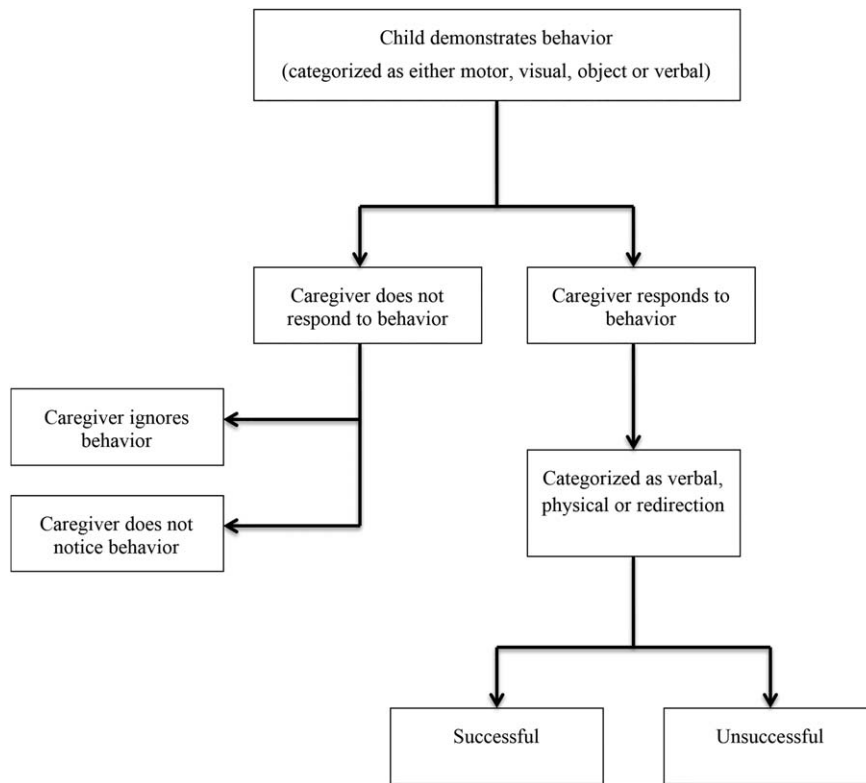 Child demonstrates behavior
(categorized as either motor, visual, object or verbal)
Caregiver does not
respond to behavior
Caregiver responds to
behavior
Caregiver ignores
behavior
Categorized as verbal,
physical or redirection
Caregiver does not
notice behavior
Successful
Unsuccessful